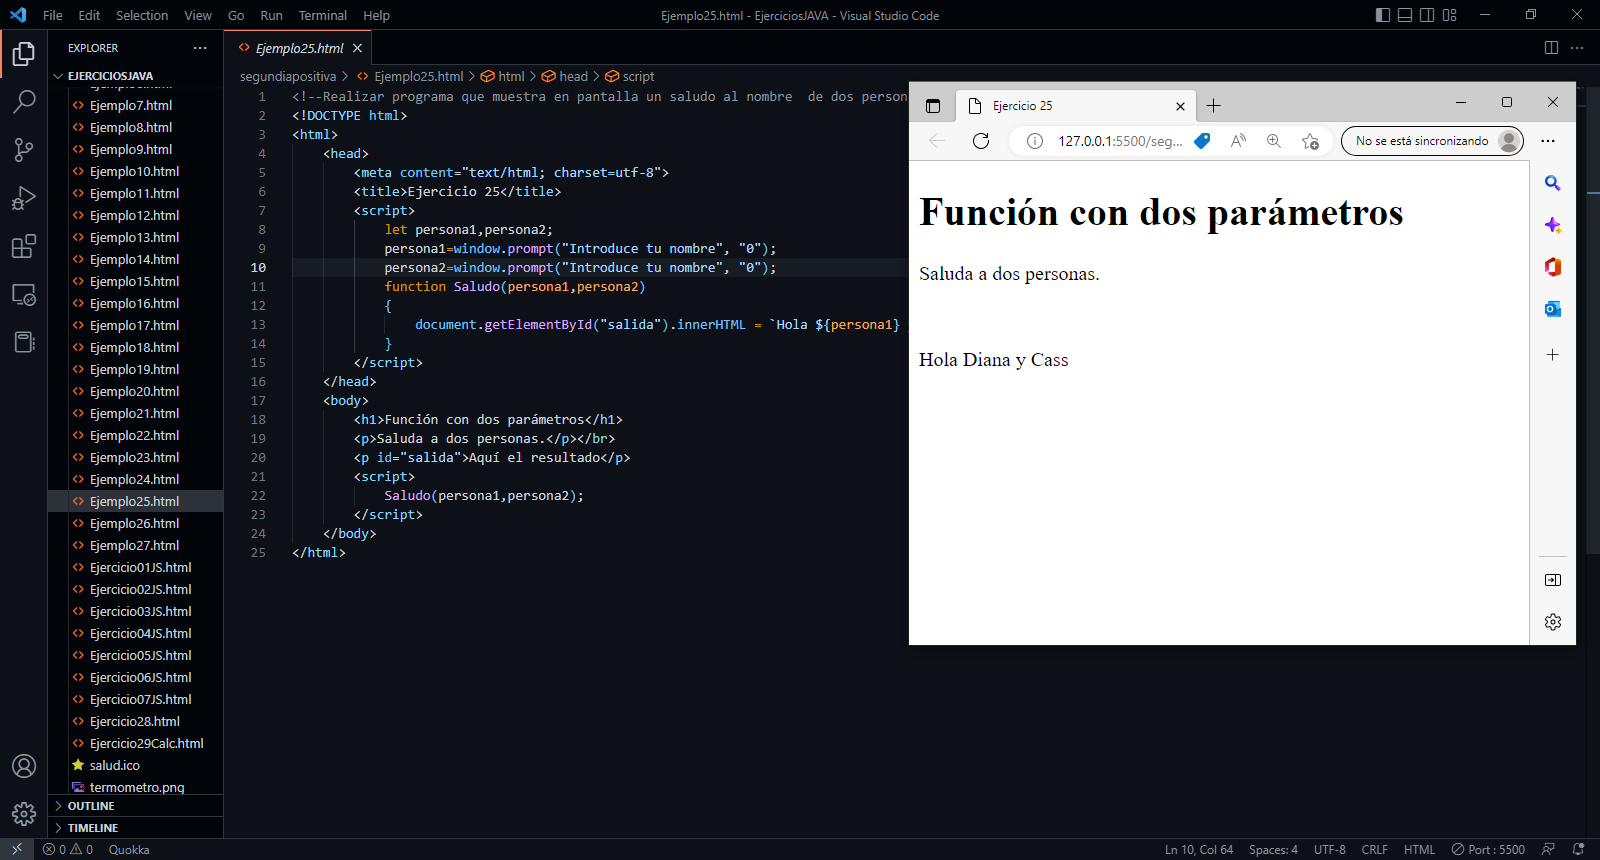 File Edit Selection View Go Run Terminal Help
Ejemplo25.html - EjerciciosJAVA - Visual Studio Code
EXPLORER
EJERCICIOSJAVA
Ejemplo7.html
Ejemplo8.html
Ejemplo9.html
Ejemplo10.html
Ejemplo11.html
Ejemplo12.html
Ejemplo13.html
Ejemplo14.html
Ejemplo15.html
Ejemplo16.html
Ejemplo17.html
Ejemplo18.html
Ejemplo19.html
Ejemplo20.html
Ejemplo21.html
Ejemplo22.html
Ejemplo23.html
Ejemplo24.html
Ejemplo25.html
Ejemplo26.html
Ejemplo27.html
Ejercicio01JS.html
Ejercicio02JS.html
Ejercicio03JS.html
Ejercicio04JS.html
Ejercicio05JS.html
Ejercicio06JS.html
Ejercicio07JS.html
Ejercicio28.html
Ejercicio29Calc.html
salud.ico
termometro.png
OUTLINE
TIMELINE
Ejemplo25.html
segundiapositiva > Ejemplo25.html > html > head > script
1 <!--Realizar programa que muestra en pantalla un saludo al nombre  de dos person
2 <!DOCTYPE html>
3 <html>
4     <head>
5         <meta content="text/html; charset=utf-8">
6         <title>Ejercicio 25</title>
7         <script>
8             let persona1,persona2;
9             persona1=window.prompt("Introduce tu nombre", "0");
10             persona2=window.prompt("Introduce tu nombre", "0");
11             function Saludo(persona1,persona2)
12             {
13                 document.getElementById("salida").innerHTML = `Hola ${persona1}
14             }
15         </script>
16     </head>
17     <body>
18         <h1>Función con dos parámetros</h1>
19         <p>Saluda a dos personas.</p></br>
20         <p id="salida">Aquí el resultado</p>
21         <script>
22             Saludo(persona1,persona2);
23         </script>
24     </body>
25 </html>
Ejercicio 25
127.0.0.1:5500/seg...
No se está sincronizando
Función con dos parámetros
Saluda a dos personas.
Hola Diana y Cass
0 0 Quokka
Ln 10, Col 64 Spaces: 4 UTF-8 CRLF HTML Port : 5500